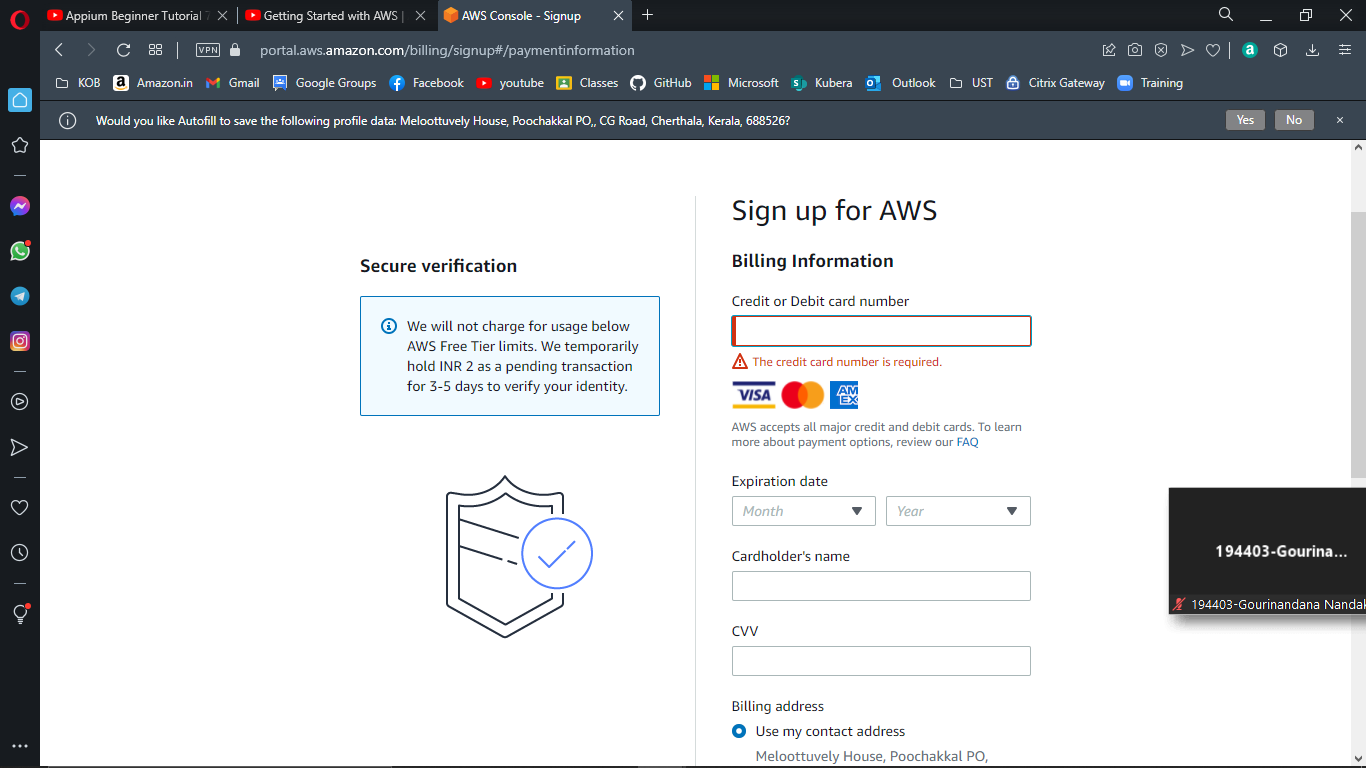 Appium Beginner Tutorial
Getting Started with AWS |
AWS Console - Signup
VPN
portal.aws.amazon.com/billing/signup#/paymentinformation
a
KOB
a
Amazon.in
Gmail
Google Groups
Facebook
youtube
Classes
GitHub
Microsoft
Kubera
Outlook
UST
Citrix Gateway
Training
Would you like Autofill to save the following profile data: Meloottuvely House, Poochakkal PO,, CG Road, Cherthala, Kerala, 688526?
Yes
No
Secure verification
We will not charge for usage below
AWS Free Tier limits. We temporarily
hold INR 2 as a pending transaction
for 3-5 days to verify your identity.
Sign up for AWS
Billing Information
Credit or Debit card number
The credit card number is required.
VISA
AM
EX
AWS accepts all major credit and debit cards. To learn
more about payment options, review our FAQ
Expiration date
Month
Year
Cardholder's name
CVV
Billing address
Use my contact address
Meloottuvely House, Poochakkal PO,
194403-Gourina...
194403-Gourinandana Nandak